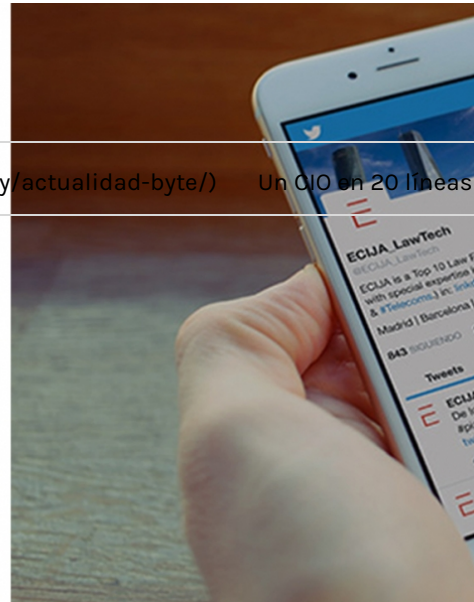 y/actualidad-byte/) Un CIO en 20 líneas
ECIJA_LawTech
@ECIJA_LawTech
ECIJA is a Top 10 Law
with special expertise
& #Telecoms.) in:
Madrid | Barcelona
843 SIGUIENDO
Tweets
De